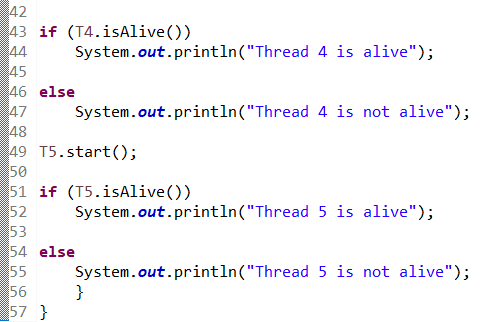 42
43 if (T4.isAlive())
44     System.out.println("Thread 4 is alive");
45
46 else
47     System.out.println("Thread 4 is not alive");
48
49 T5.start();
50
51 if (T5.isAlive())
52     System.out.println("Thread 5 is alive");
53
54 else
55     System.out.println("Thread 5 is not alive");
56     }
57 }